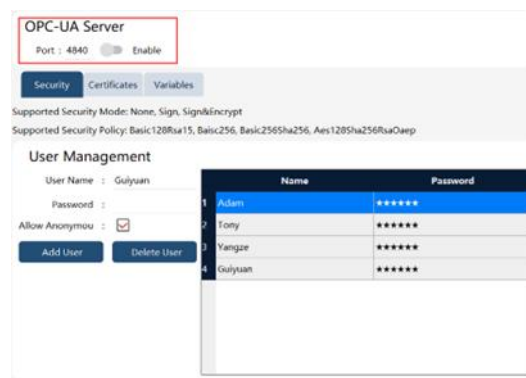 OPC-UA Server
Port : 4840 Enable
Security Certificates Variables
Supported Security Mode: None, Sign, Sign&Encrypt
Supported Security Policy: Basic128Rsa15, Baisc256, Basic256Sha256, Aes128Sha256RsaOaep
User Management
User Name : Guiyuan
Password :
Allow Anonymou :
Add User Delete User
Name Password
1 Adam ★★★★★★
2 Tony ★★★★★★
3 Yangze ★★★★★★
4 Guiyuan ★★★★★★